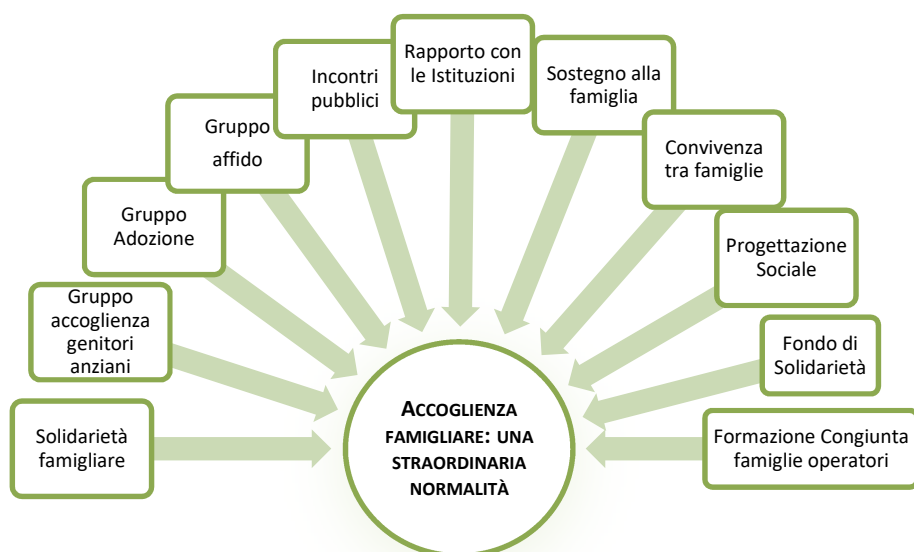 Solidarietà
famigliare
Gruppo
accoglienza
genitori
anziani
Gruppo
Adozione
Gruppo
affido
Incontri
pubblici
Rapporto con
le Istituzioni
Sostegno alla
famiglia
Convivenza
tra famiglie
Progettazione
Sociale
Fondo di
Solidarietà
Formazione Congiunta
famiglie operatori
ACCOGLIENZA
FAMIGLIARE: UNA
STRAORDINARIA
NORMALITÀ